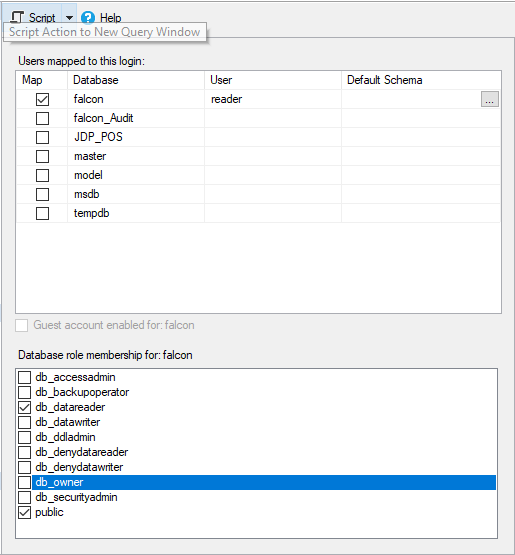 Script Help
Script Action to New Query Window
Users mapped to this login:
Map Database User Default Schema
falcon reader ...
falcon_Audit
JDP_POS
master
model
msdb
tempdb
Guest account enabled for: falcon
Database role membership for: falcon
db_accessadmin
db_backupoperator
db_datareader
db_datawriter
db_ddladmin
db_denydatareader
db_denydatawriter
db_owner
db_securityadmin
public